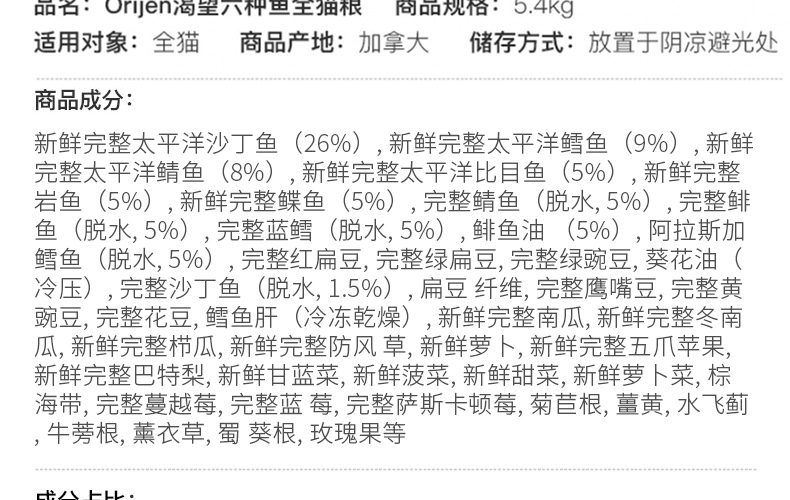 品名：Orijen渴望六种鱼全猫粮 商品规格：5.4kg
适用对象：全猫 商品产地：加拿大 储存方式：放置于阴凉避光处
商品成分：
新鲜完整太平洋沙丁鱼（26%）, 新鲜完整太平洋鳕鱼（9%）, 新鲜
完整太平洋鲭鱼（8%）, 新鲜完整太平洋比目鱼（5%）, 新鲜完整
岩鱼（5%）, 新鲜完整鲽鱼（5%）, 完整鲭鱼（脱水, 5%）, 完整鲱
鱼（脱水, 5%）, 完整蓝鳕（脱水, 5%）, 鲱鱼油 （5%）, 阿拉斯加
鳕鱼（脱水, 5%）, 完整红扁豆, 完整绿扁豆, 完整绿豌豆, 葵花油（
冷压）, 完整沙丁鱼（脱水, 1.5%）, 扁豆 纤维, 完整鹰嘴豆, 完整黄
豌豆, 完整花豆, 鳕鱼肝（冷冻乾燥）, 新鲜完整南瓜, 新鲜完整冬南
瓜, 新鲜完整栉瓜, 新鲜完整防风 草, 新鲜萝卜, 新鲜完整五爪苹果,
新鲜完整巴特梨, 新鲜甘蓝菜, 新鲜菠菜, 新鲜甜菜, 新鲜萝卜菜, 棕
海带, 完整蔓越莓, 完整蓝 莓, 完整萨斯卡顿莓, 菊苣根, 薑黄, 水飞蓟
, 牛蒡根, 薰衣草, 蜀 葵根, 玫瑰果等
成分占比：